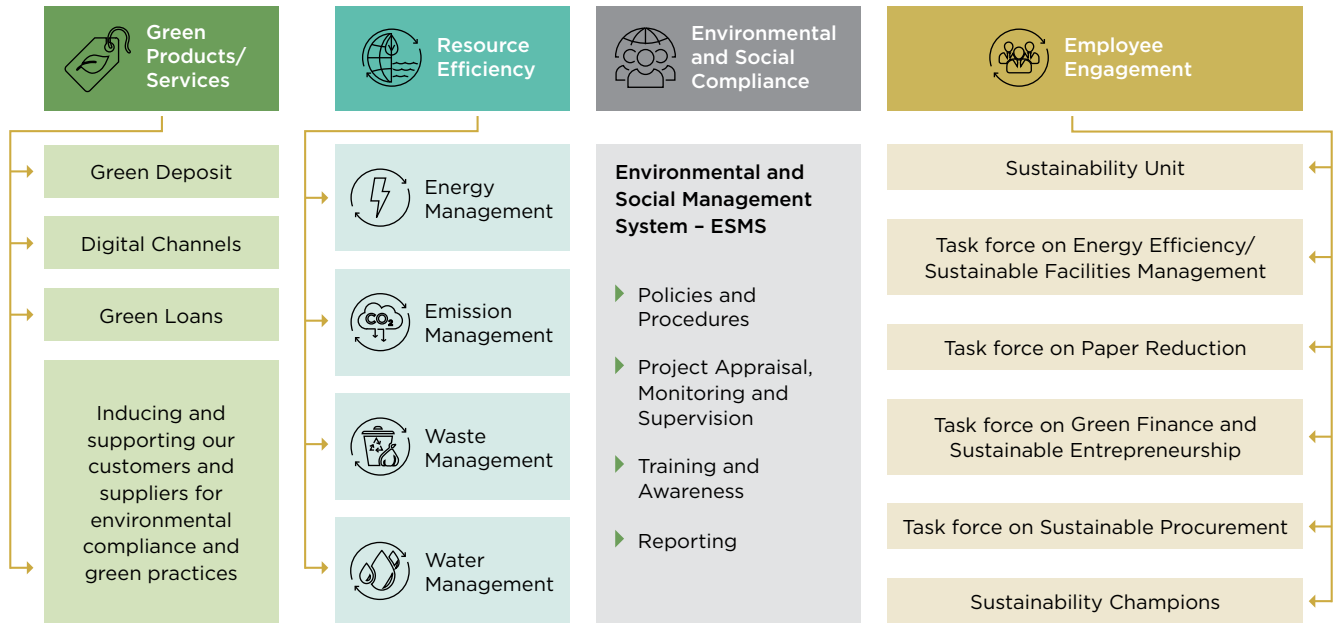 Green
Products/
Services
Green Deposit
Digital Channels
Green Loans
Inducing and
supporting our
customers and
suppliers for
environmental
compliance and
green practices
Resource
Efficiency
Energy
Management
CO₂
Emission
Management
Waste
Management
Water
Management
Environmental
and Social
Compliance
Environmental and
Social Management
System – ESMS
Policies and
Procedures
Project Appraisal,
Monitoring and
Supervision
Training and
Awareness
Reporting
Employee
Engagement
Sustainability Unit
Task force on Energy Efficiency/
Sustainable Facilities Management
Task force on Paper Reduction
Task force on Green Finance and
Sustainable Entrepreneurship
Task force on Sustainable Procurement
Sustainability Champions